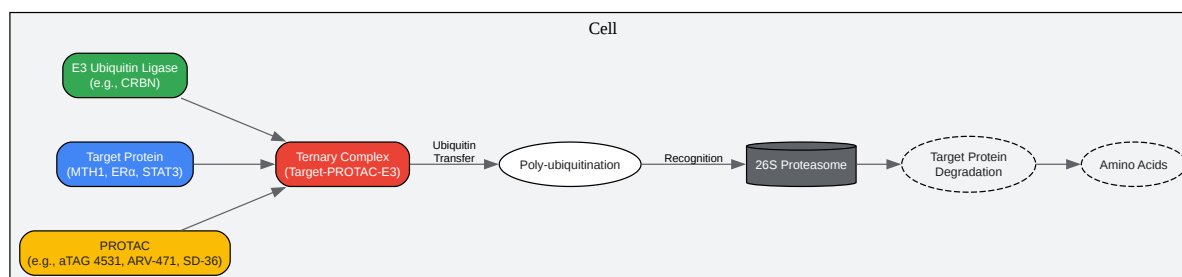 Cell
E3 Ubiquitin Ligase
(e.g., CRBN)
Target Protein
(MTH1, ERα, STAT3)
PROTAC
(e.g., aTAG 4531, ARV-471, SD-36)
Ternary Complex
(Target-PROTAC-E3)
Ubiquitin
Transfer
Poly-ubiquitination
Recognition
26S Proteasome
Target Protein
Degradation
Amino Acids